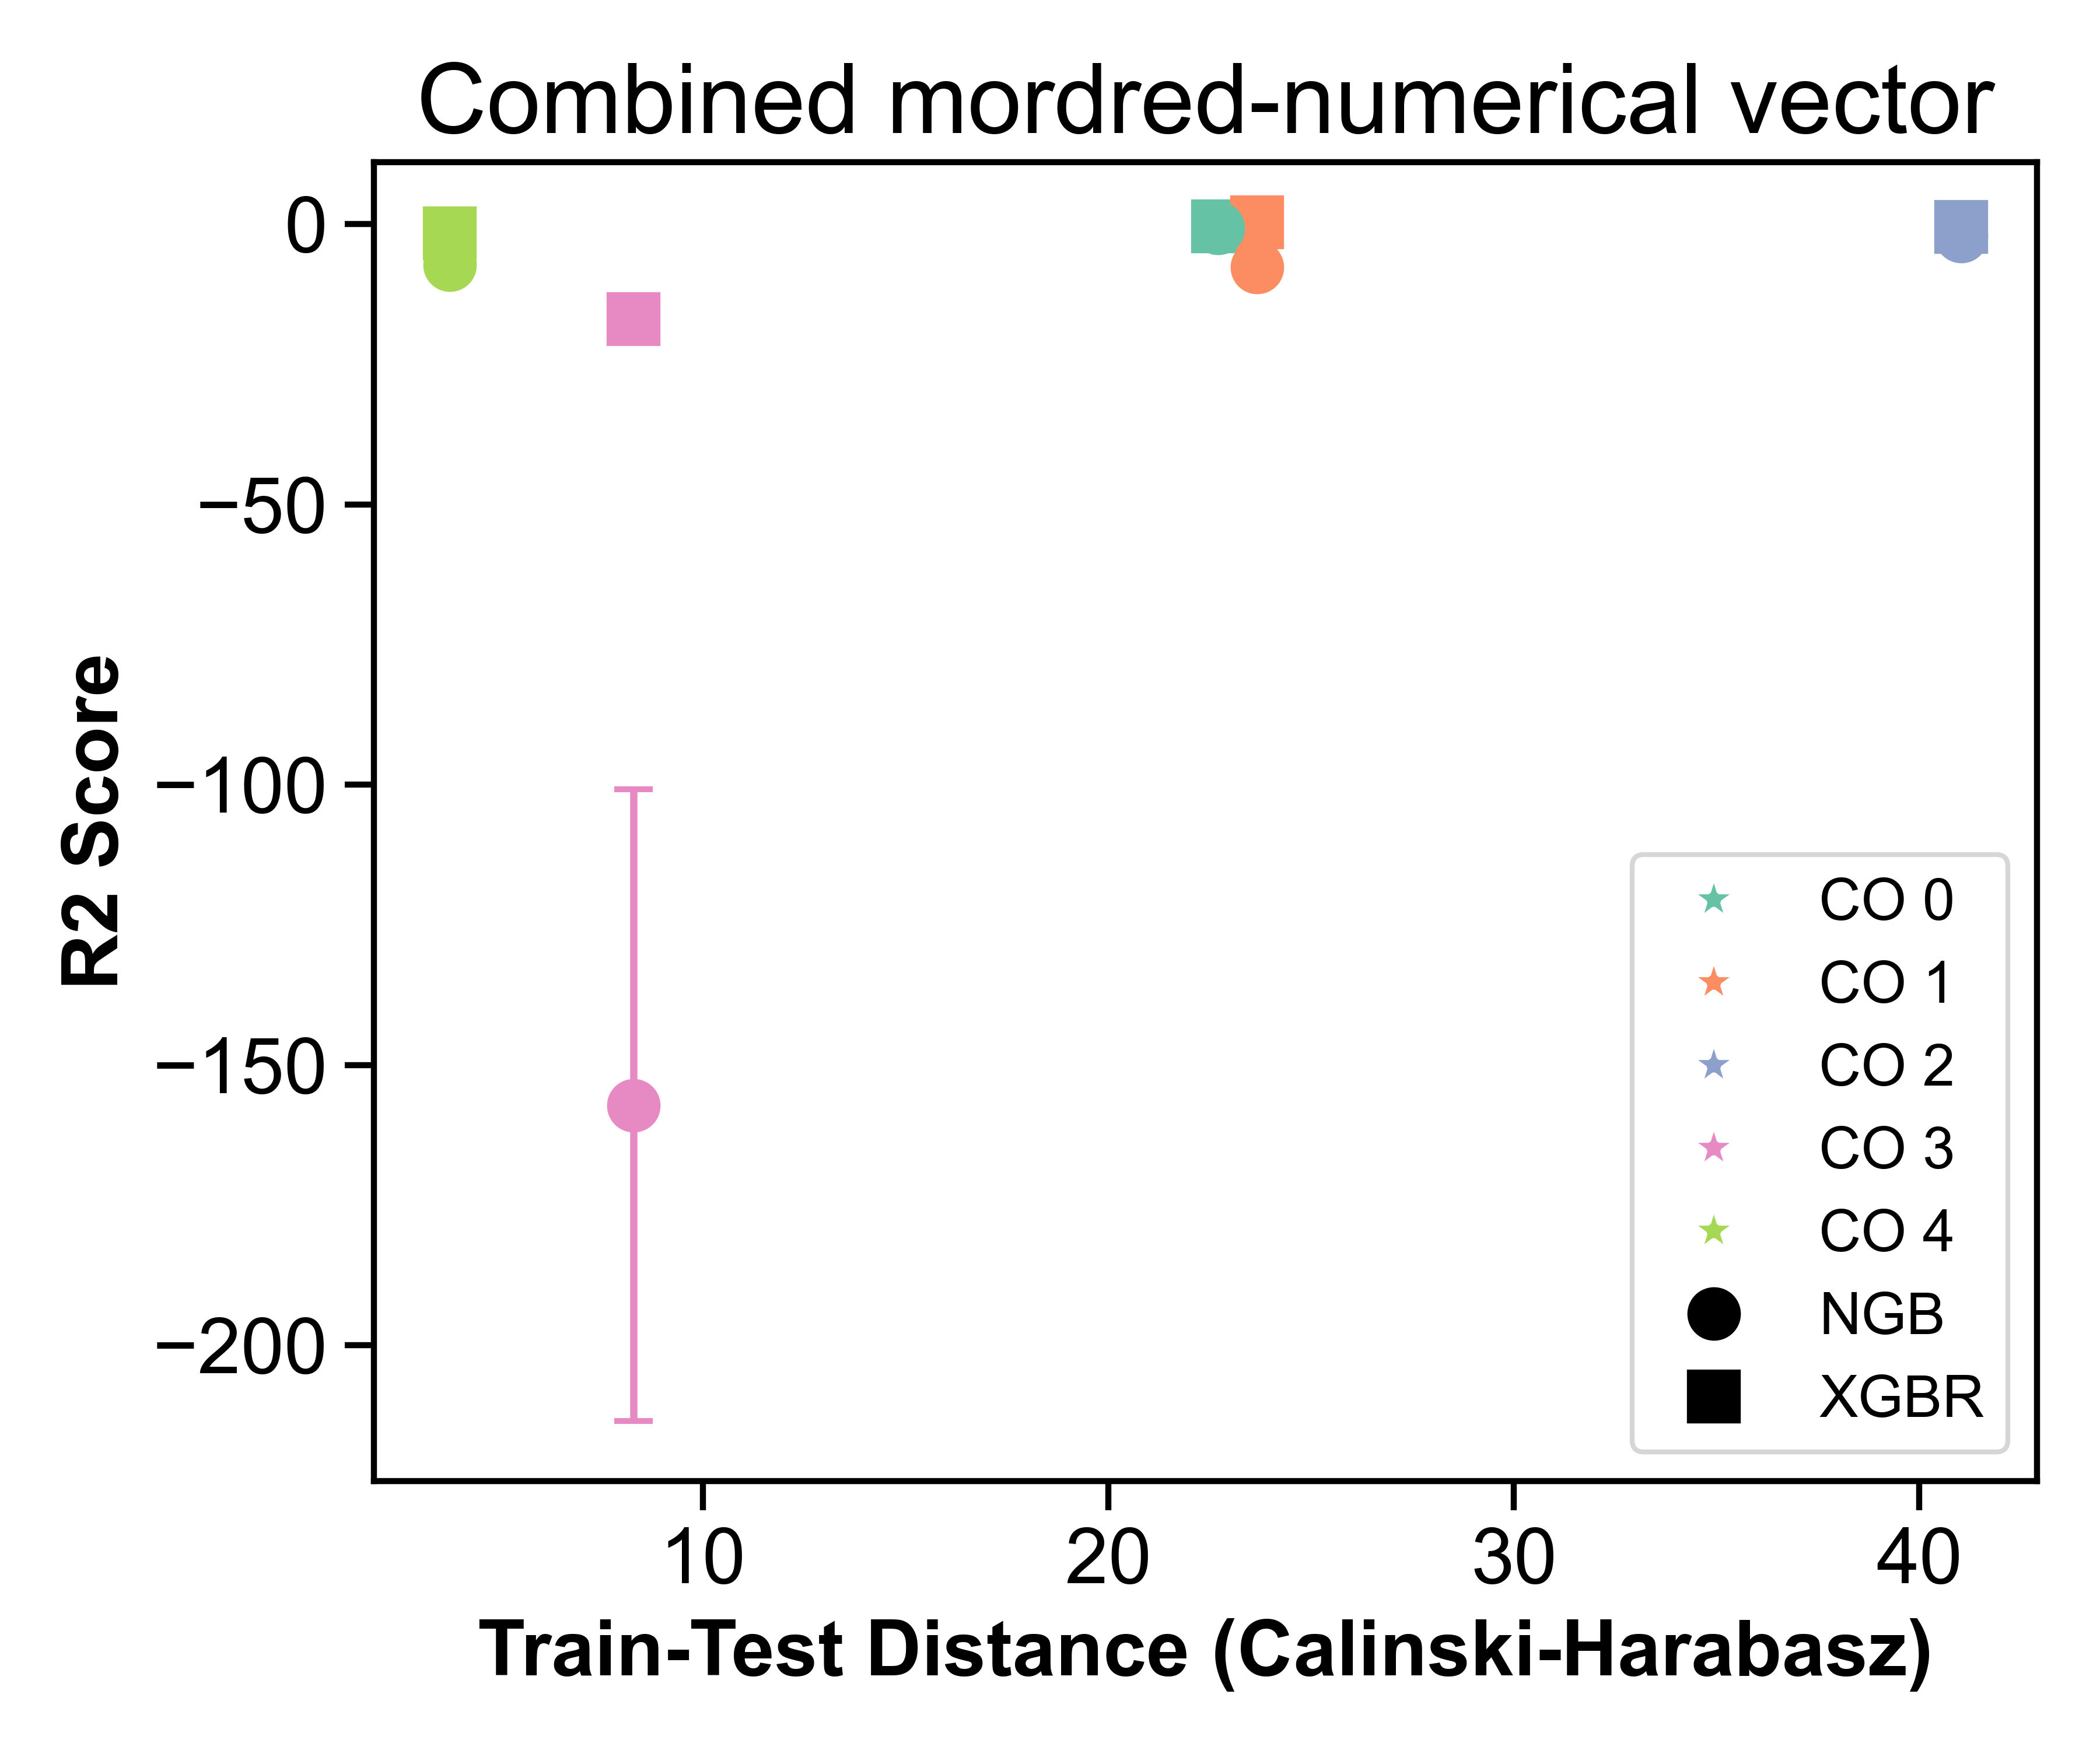 Combined mordred-numerical vector
0
−50
−100
−150
−200
R2 Score
10 20 30 40
Train-Test Distance (Calinski-Harabasz)
CO 0
CO 1
CO 2
CO 3
CO 4
NGB
XGBR